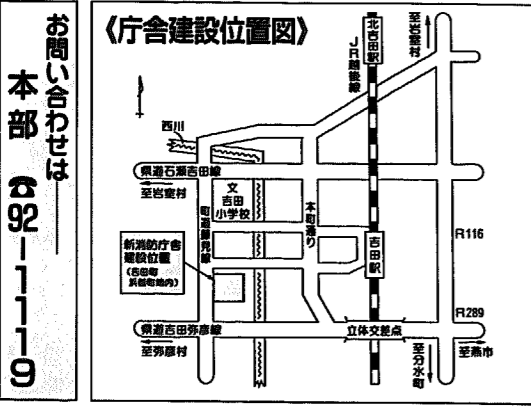 お問い合わせは
本部 ☎92-1119
《庁舎建設位置図》
北吉田駅
至岩室村
JR越後線
西川
県道石瀬吉田線
至岩室村
文
吉田
小学校
本町通り
新消防庁舎
建設位置
吉田駅
R116
R289
県道吉田弥彦線
至弥彦村
立体交差点
至分水町
至燕市